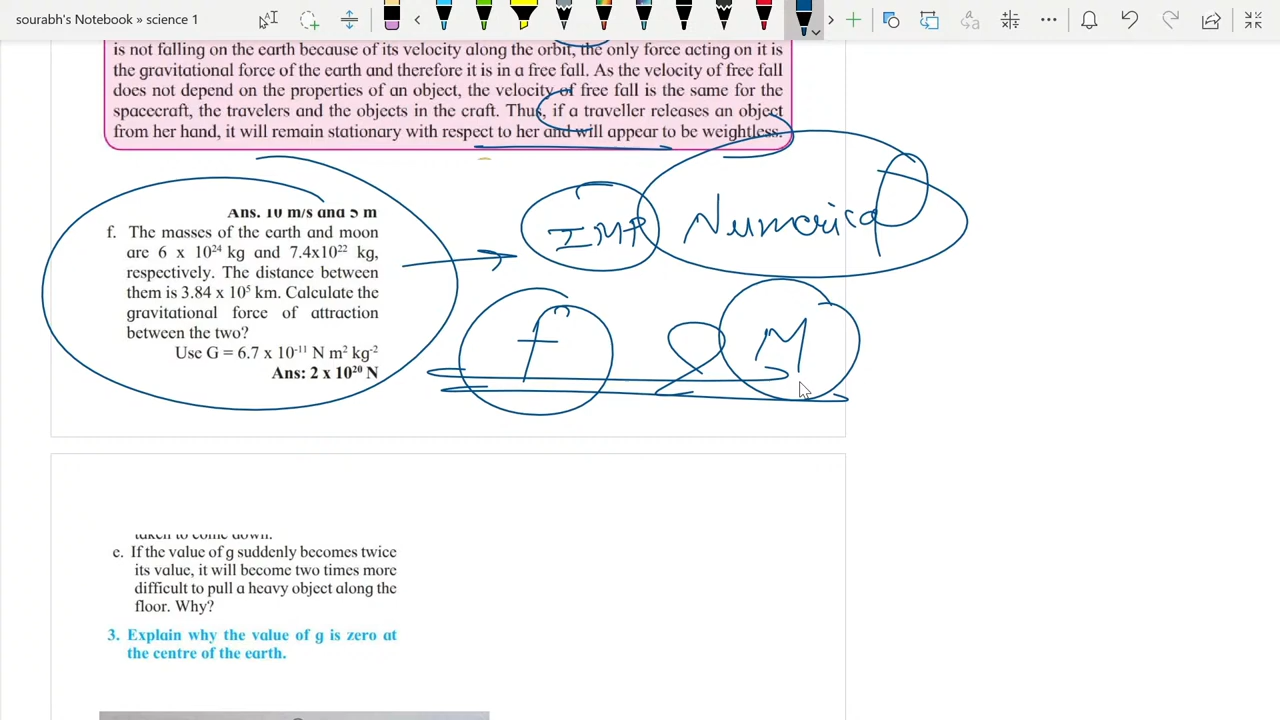 sourabh's Notebook » science 1
is not falling on the earth because of its velocity along the orbit, the only force acting on it is
the gravitational force of the earth and therefore it is in a free fall. As the velocity of free fall
does not depend on the properties of an object, the velocity of free fall is the same for the
spacecraft, the travelers and the objects in the craft. Thus, if a traveller releases an object
from her hand, it will remain stationary with respect to her and will appear to be weightless.
Ans. 10 m/s and 5 m
f. The masses of the earth and moon
are 6 x 10²⁴ kg and 7.4x10²² kg,
respectively. The distance between
them is 3.84 x 10⁵ km. Calculate the
gravitational force of attraction
between the two?
Use G = 6.7 x 10⁻¹¹ N m² kg⁻²
Ans: 2 x 10²⁰ N
IMP Numerical
f & M
taken to come down.
c. If the value of g suddenly becomes twice
its value, it will become two times more
difficult to pull a heavy object along the
floor. Why?
3. Explain why the value of g is zero at
the centre of the earth.